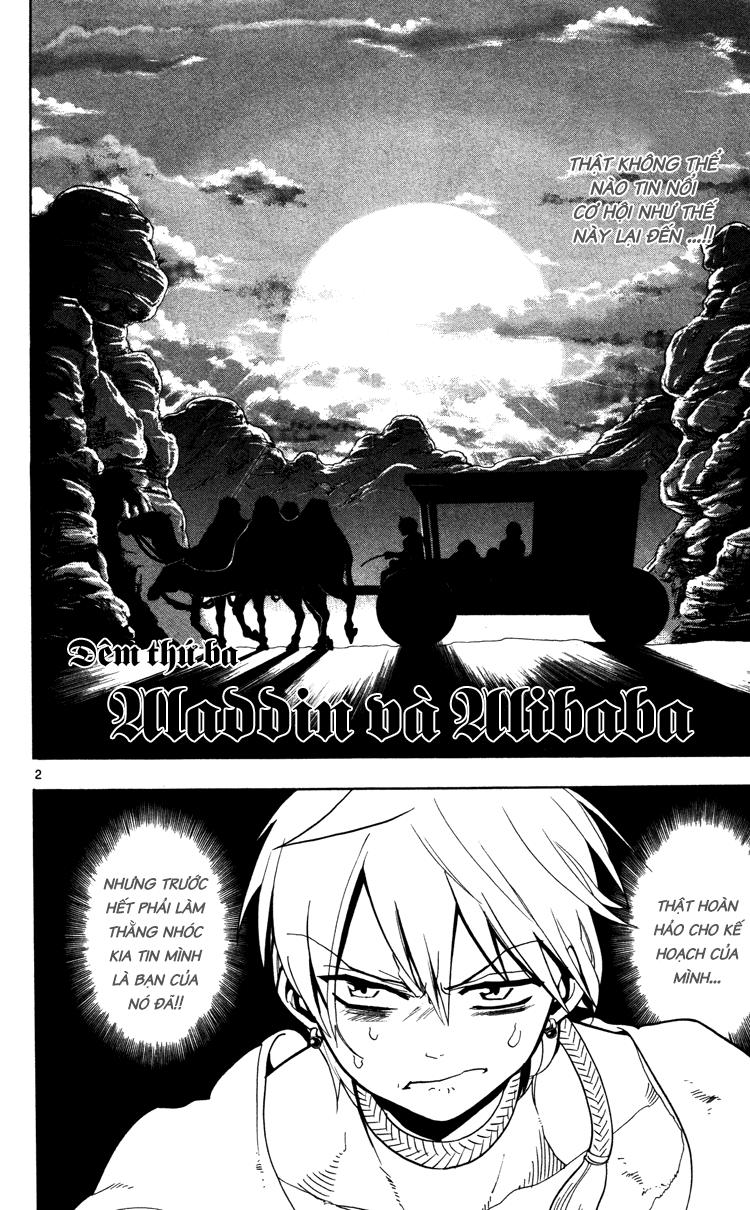 THẬT KHÔNG THỂ
NÀO TIN NỔI
CƠ HỘI NHƯ THẾ
NÀY LẠI ĐẾN ...!!
Đêm thứ ba
Aladdin và Alibaba
2
THẬT HOÀN
HẢO CHO KẾ
HOẠCH CỦA
MÌNH...
NHƯNG TRƯỚC
HẾT PHẢI LÀM
THẰNG NHÓC
KIA TIN MÌNH
LÀ BẠN CỦA
NÓ ĐÃ!!